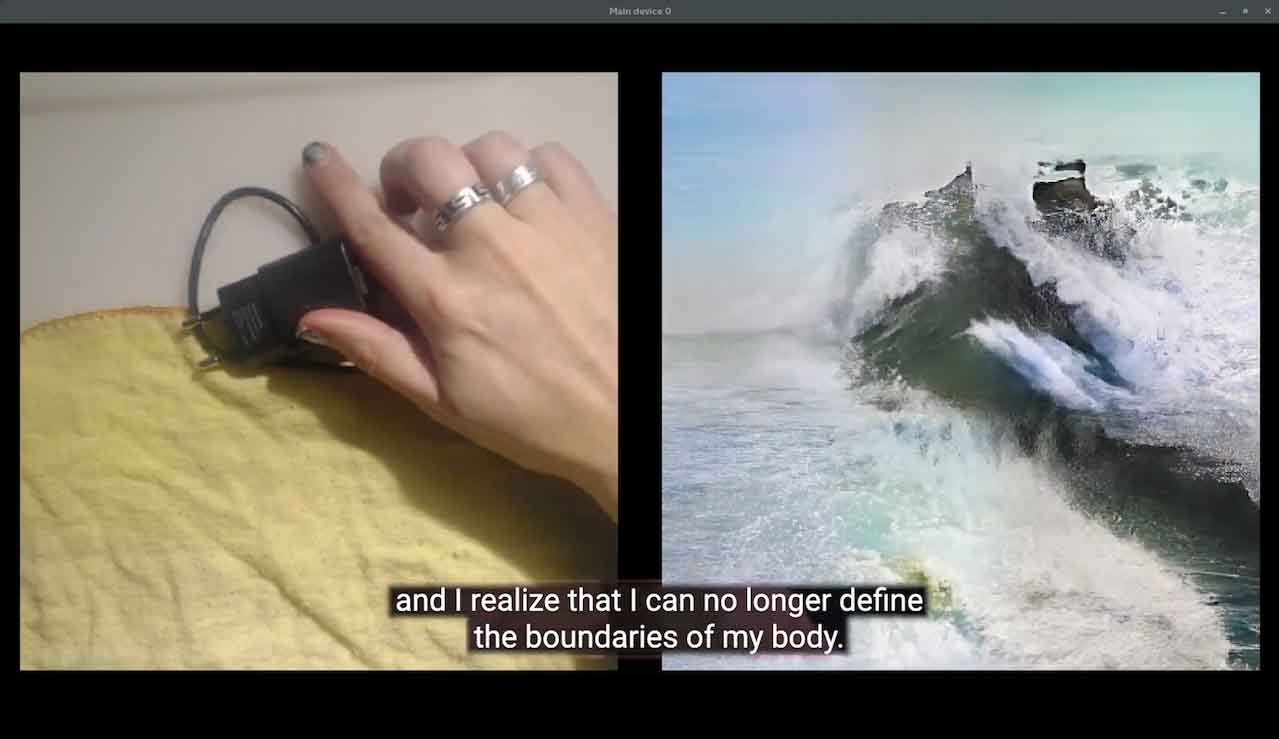 Main device 0
and I realize that I can no longer define
the boundaries of my body.